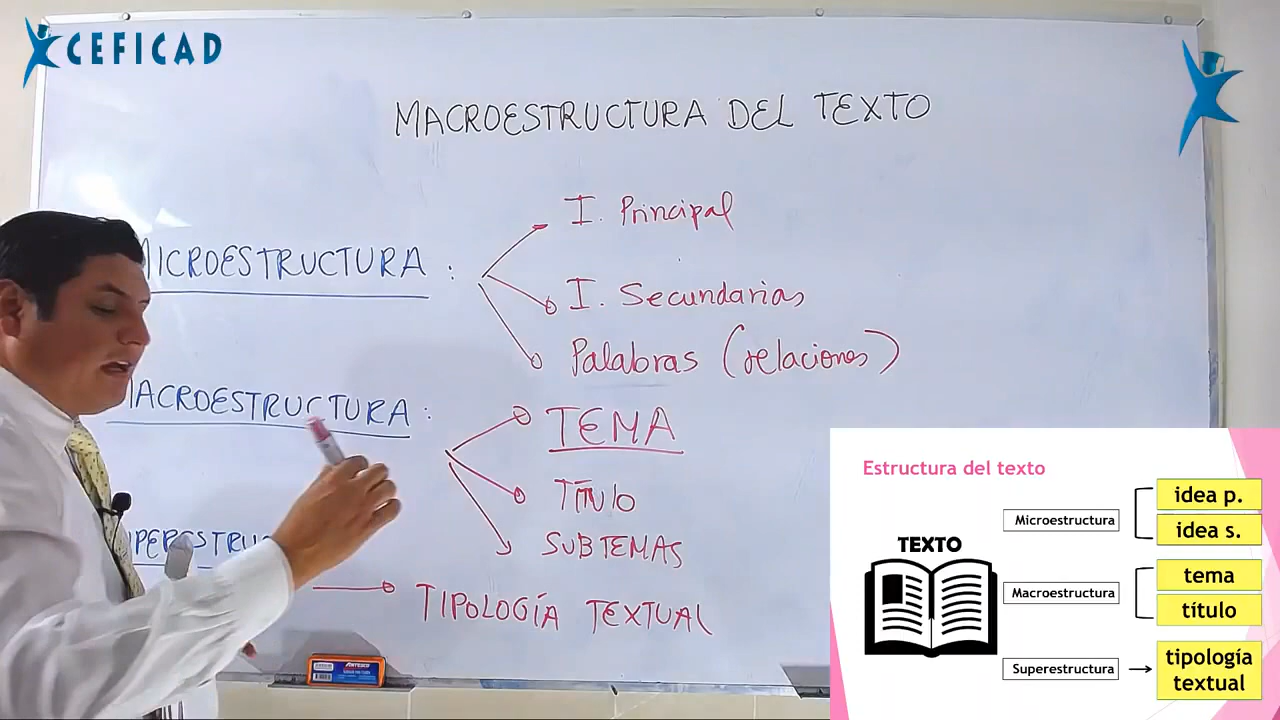 CEFICAD
MACROESTRUCTURA DEL TEXTO
MICROESTRUCTURA :
I. Principal
I. Secundarias
Palabras (relaciones)
MACROESTRUCTURA :
TEMA
TÍTULO
SUBTEMAS
TIPOLOGÍA TEXTUAL
Estructura del texto
TEXTO
Microestructura
idea p.
idea s.
Macroestructura
tema
título
Superestructura
tipología
textual